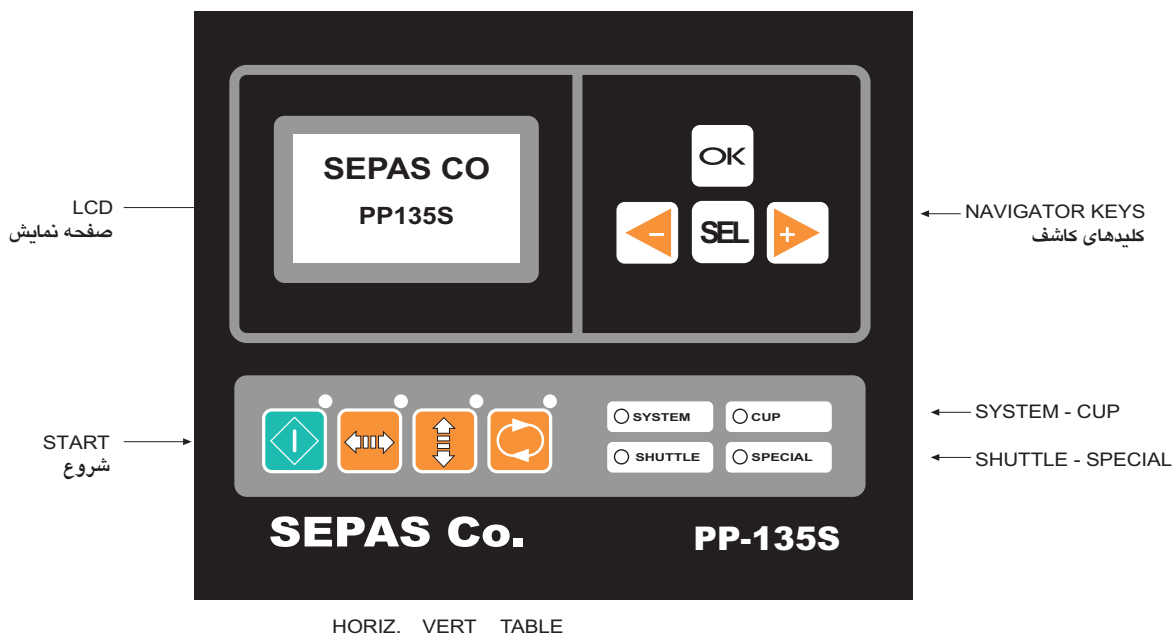 SEPAS CO
PP135S
OK
- SEL +
LCD
صفحه نمایش
NAVIGATOR KEYS
کلیدهای کاشف
SYSTEM CUP
SHUTTLE SPECIAL
START
شروع
SYSTEM - CUP
SHUTTLE - SPECIAL
SEPAS Co. PP-135S
HORIZ. VERT TABLE